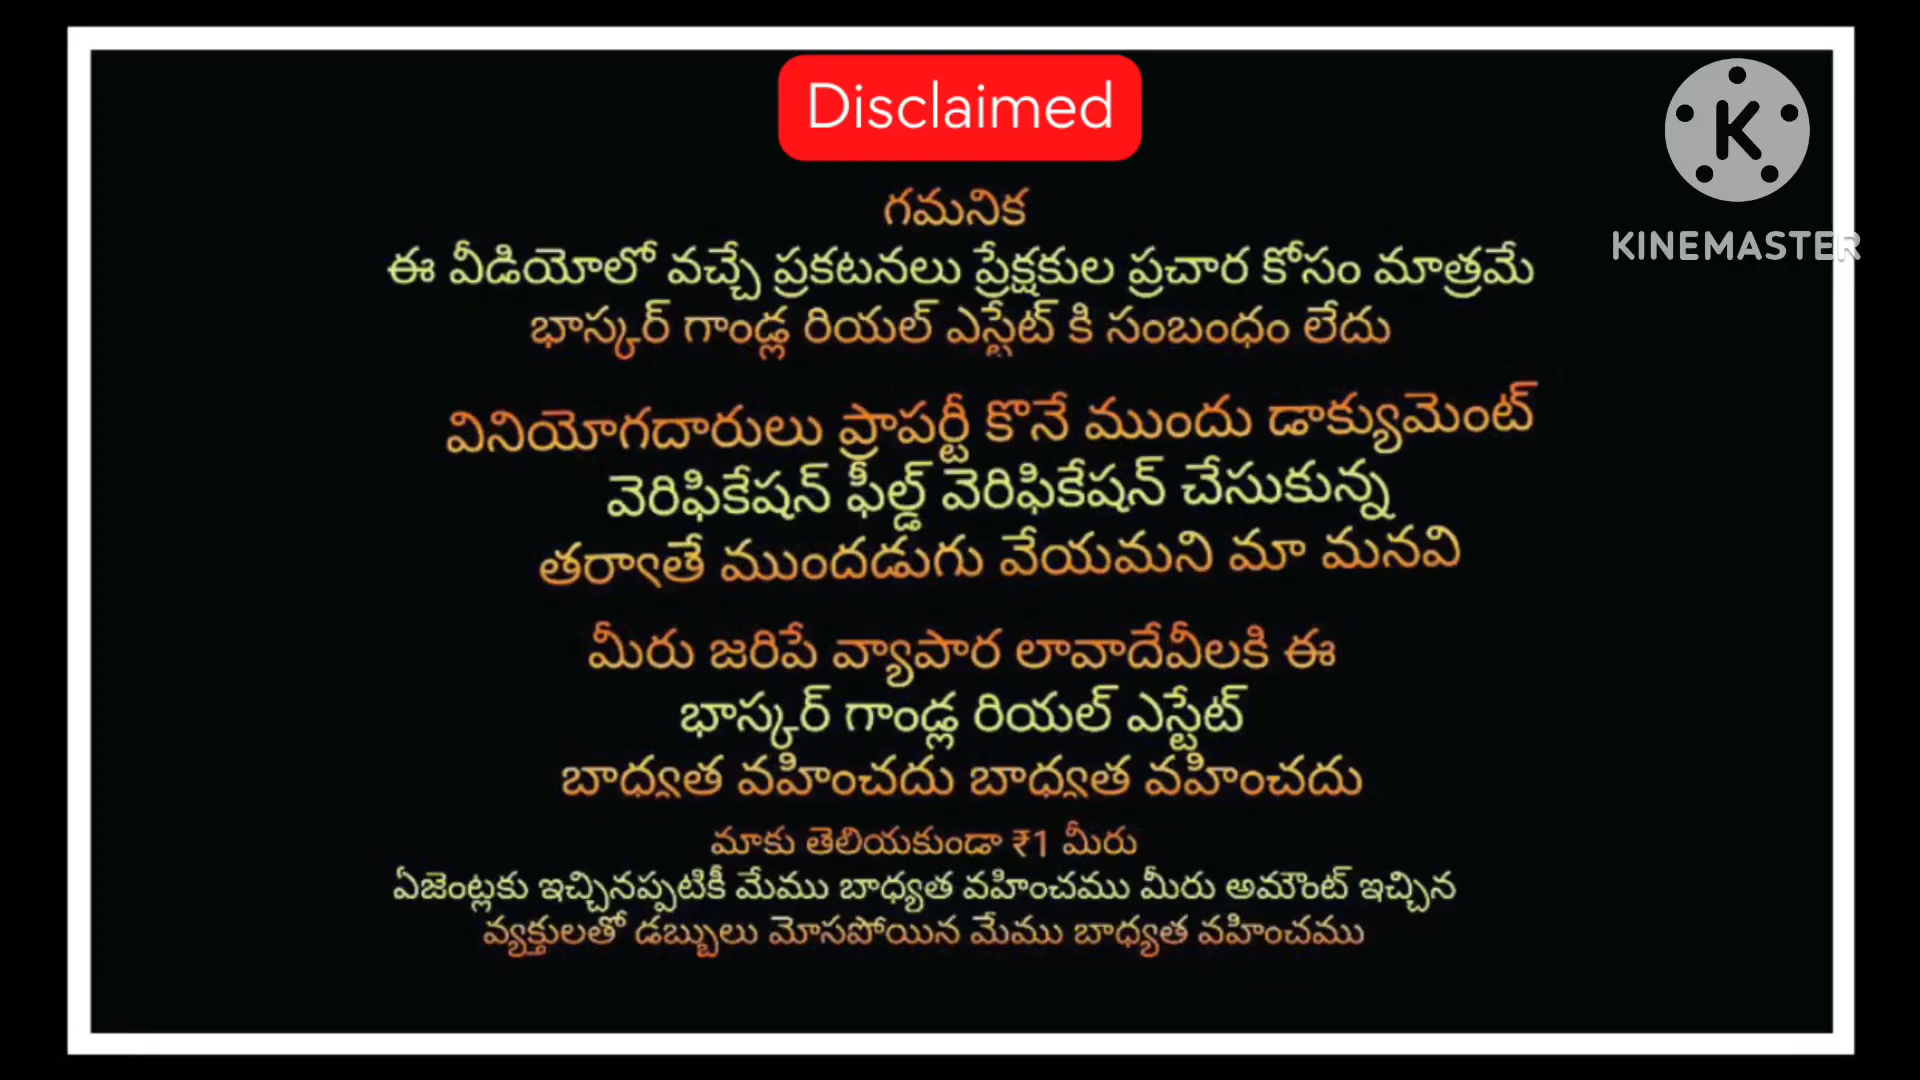 Disclaimed
గమనిక
ఈ వీడియోలో వచ్చే ప్రకటనలు ప్రేక్షకుల ప్రచార కోసం మాత్రమే
భాస్కర్ గాండ్ల రియల్ ఎస్టేట్ కి సంబంధం లేదు
వినియోగదారులు ప్రాపర్టీ కొనే ముందు డాక్యుమెంట్
వెరిఫికేషన్ ఫీల్డ్ వెరిఫికేషన్ చేసుకున్న
తర్వాతే ముందడుగు వేయమని మా మనవి
మీరు జరిపే వ్యాపార లావాదేవీలకి ఈ
భాస్కర్ గాండ్ల రియల్ ఎస్టేట్
బాధ్యత వహించదు బాధ్యత వహించదు
మాకు తెలియకుండా ₹1 మీరు
ఏజెంట్లకు ఇచ్చినప్పటికీ మేము బాధ్యత వహించము మీరు అమౌంట్ ఇచ్చిన
వ్యక్తులతో డబ్బులు మోసపోయిన మేము బాధ్యత వహించము
K
KINEMASTER